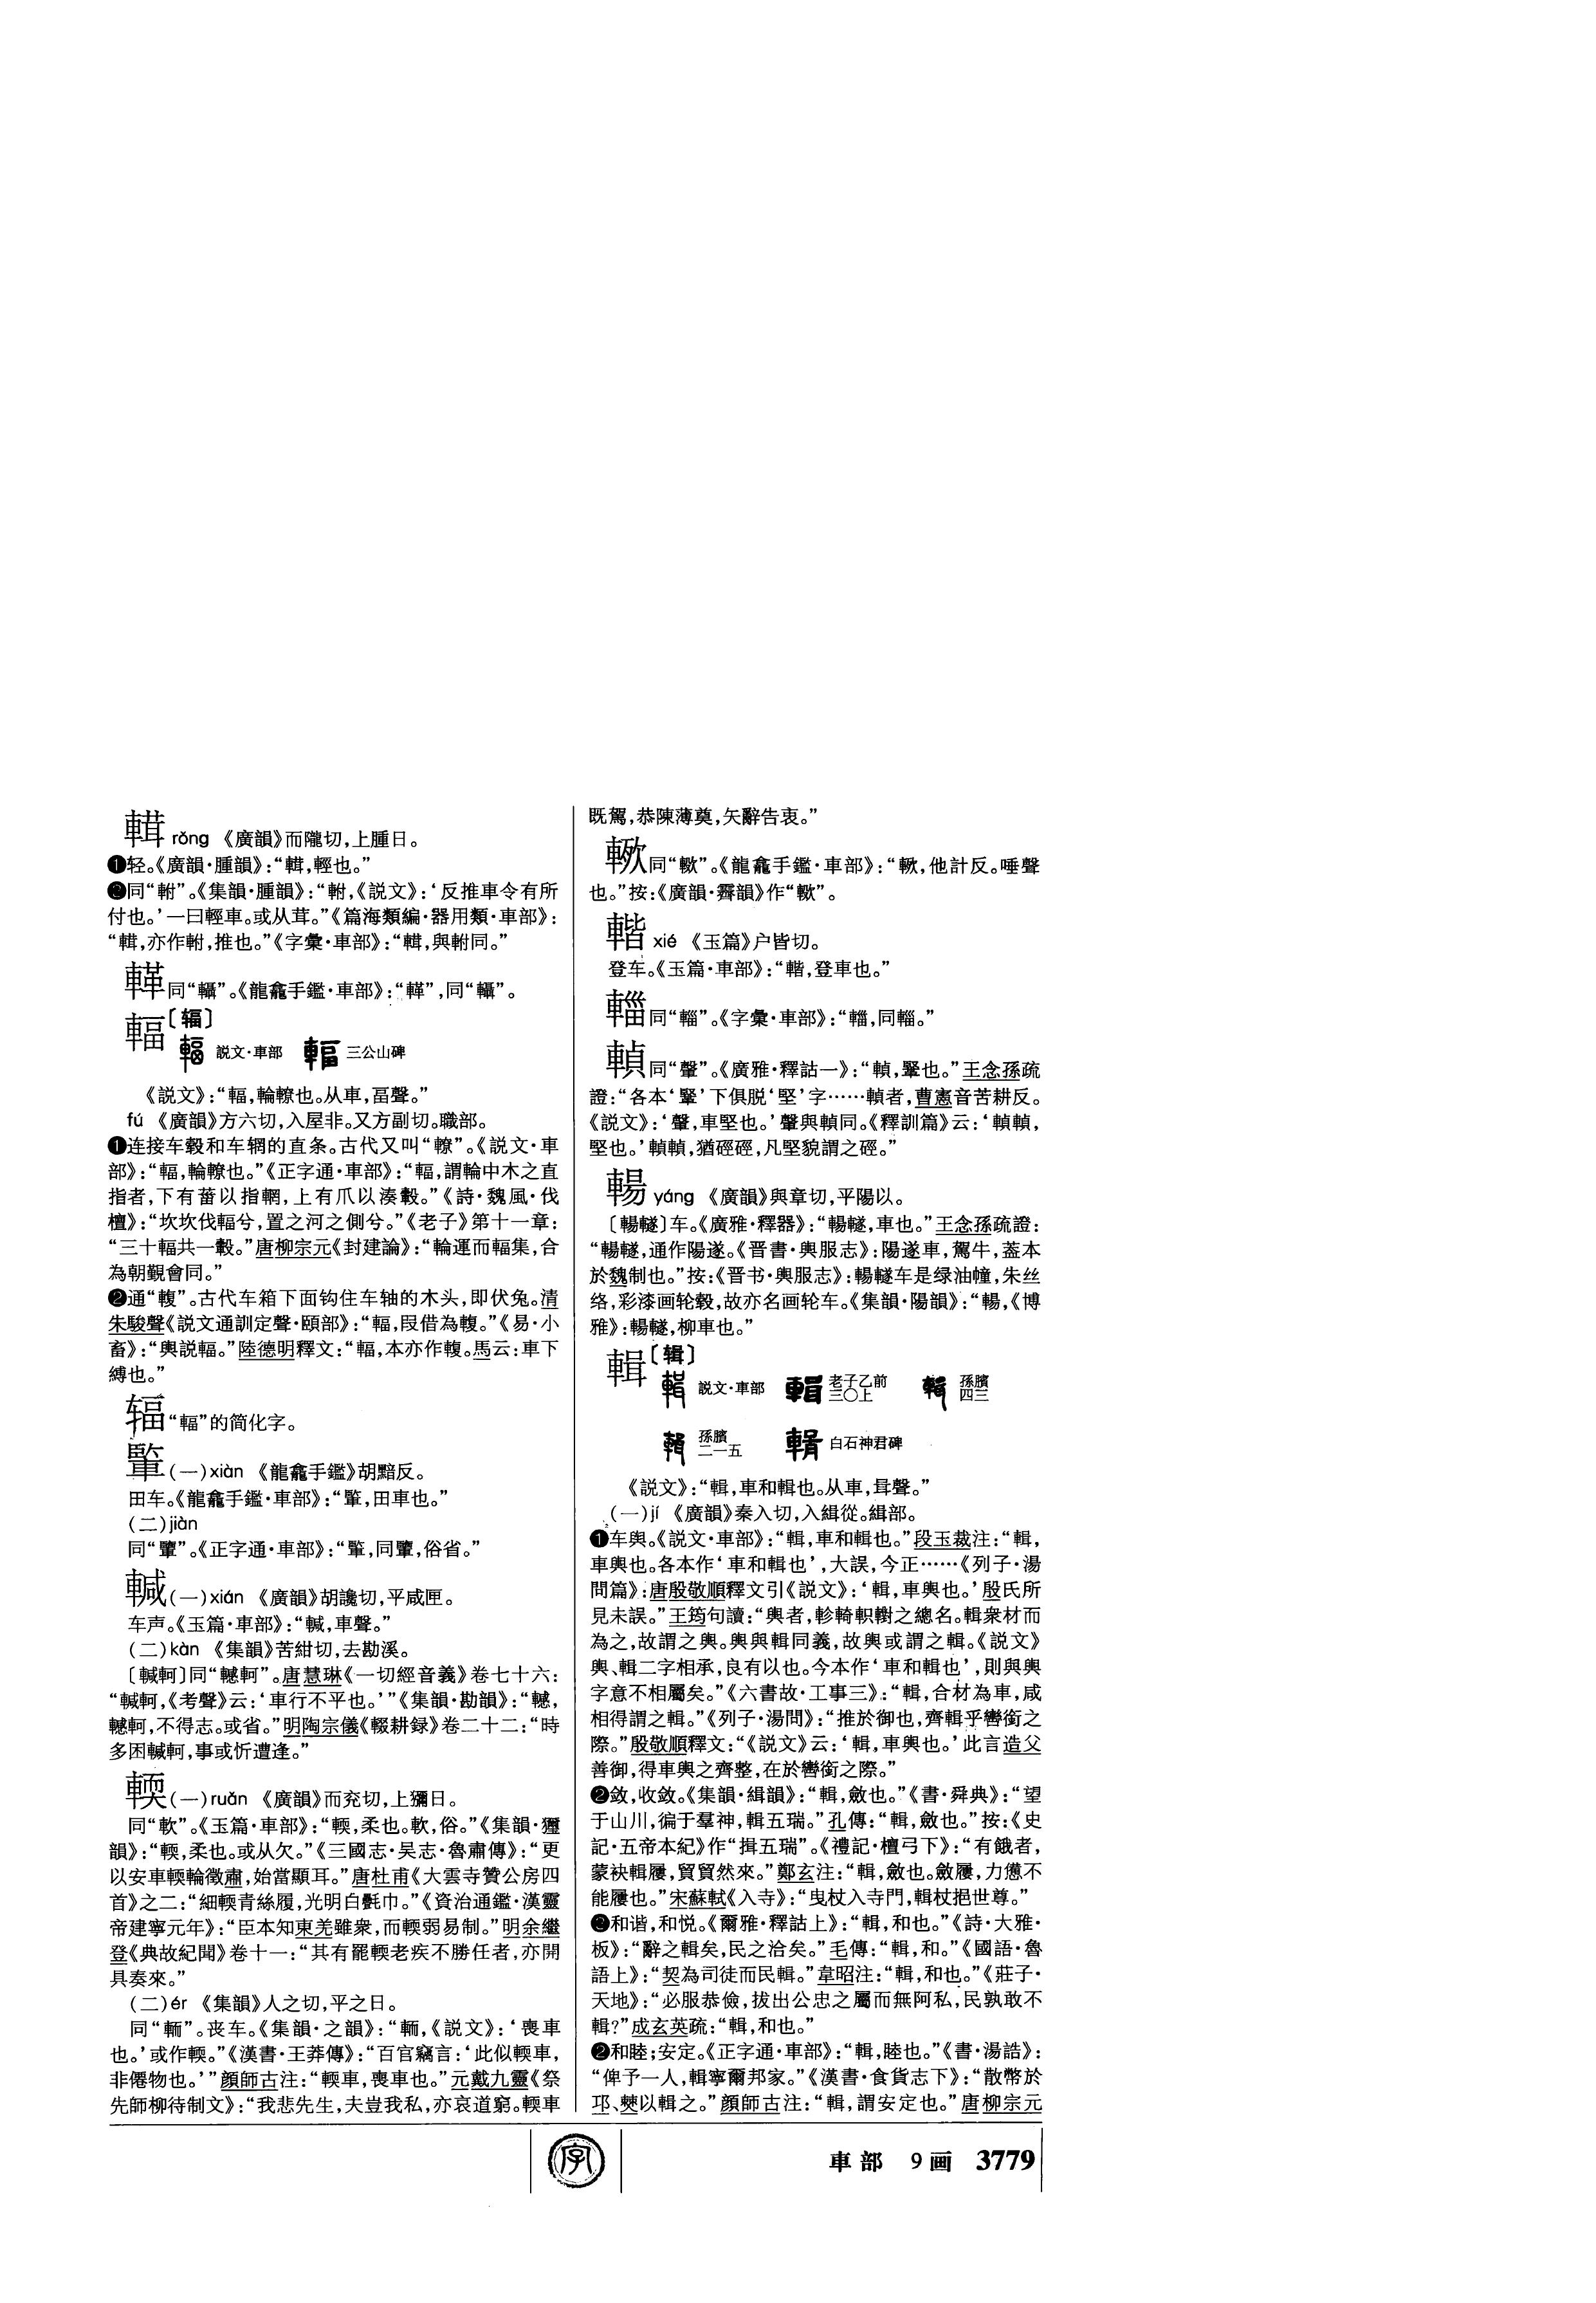 䡆 rǒng 《廣韻》而隴切,上腫日。
❶轻。《廣韻·腫韻》:“䡆,輕也。”
❷同“軵”。《集韻·腫韻》:“軵,《説文》:‘反推車令有所
付也。’一曰輕車。或从茸。”《篇海類編·器用類·車部》:
“䡆,亦作軵,推也。”《字彙·車部》:“䡆,與軵同。”
同“轎”。《龍龕手鑑·車部》:
輻〔辐〕
説文·車部 三公山碑
《説文》:“輻,輪轑也。从車,畐聲。”
fú 《廣韻》方六切,入屋非。又方副切。職部。
❶连接车毂和车辋的直条。古代又叫“轑”。《説文·車
部》:“輻,輪轑也。”《正字通·車部》:“輻,謂輪中木之直
指者,下有菑以指輞,上有爪以湊轂。”《詩·魏風·伐
檀》:“坎坎伐輻兮,置之河之側兮。”《老子》第十一章:
“三十輻共一轂。”唐柳宗元《封建論》:“輪運而輻集,合
為朝覲會同。”
❷通“輹”。古代车箱下面钩住车轴的木头,即伏兔。清
朱駿聲《説文通訓定聲·頤部》:“輻,叚借為輹。”《易·小
畜》:“輿説輻。”陸德明釋文:“輻,本亦作輹。馬云:車下
縛也。”
辐“輻”的简化字。
(一)xiàn 《龍龕手鑑》胡黯反。
田车。《龍龕手鑑·車部》:“,田車也。”
(二)jiàn
同“轞”。《正字通·車部》:
䡨(一)xián 《廣韻》胡讒切,平咸匣。
车声。《玉篇·車部》:“䡨,車聲。”
(二)kàn 《集韻》苦紺切,去勘溪。
〔䡨軻〕同“轗軻”。唐慧琳《一切經音義》卷七十六:
“䡨軻,《考聲》云:‘車行不平也。’”《集韻·勘韻》:“轗,
轗軻,不得志。或省。”明陶宗儀《輟耕録》卷二十二:“時
多困䡨軻,事或忻遭逢。”
輭(一)ruǎn 《廣韻》而兖切,上獮日。
同“軟”。《玉篇·車部》:“輭,柔也。軟,俗。”《集韻·獮
韻》:“輭,柔也。或从欠。”《三國志·吴志·魯肅傳》:“更
以安車輭輪徵肅,始當顯耳。”唐杜甫《大雲寺贊公房四
首》之二:“細輭青絲履,光明白氎巾。”《資治通鑑·漢靈
帝建寧元年》:“臣本知東羌雖衆,而輭弱易制。”明余繼
登《典故紀聞》卷十一:“其有罷輭老疾不勝任者,亦開
具奏來。”
(二)ér 《集韻》人之切,平之日。
同“輀”。丧车。《集韻·之韻》:“輀,《説文》:‘喪車
也。’或作輭。”《漢書·王莽傳》:“百官竊言:‘此似輭車,
非僊物也。’”顔師古注:“輭車,喪車也。”元戴九靈《祭
先師柳待制文》:“我悲先生,夫豈我私,亦哀道窮。輭車
既駕,恭陳薄奠,矢辭告衷。”
《龍龕手鑑·車部》:“,他計反。唾聲
也。”按:《廣韻·霽韻》作
䡡 xié 《玉篇》户皆切。
登车。《玉篇·車部》:“,登車也。”
輺同“輜”。《字彙·車部》:“輺,同輜。”
䡠同“䡰”。《廣雅·釋詁一》:“䡠,䡰也。”王念孫疏
證:“各本‘䡰’下俱脱‘堅’字……䡠者,曹憲音苦耕反。
《説文》:‘䡰,車堅也。’䡰與䡠同。《釋訓篇》云:‘䡠䡠,
堅也。’䡠䡠,猶硜硜,凡堅貌謂之硜。”
輰 yáng 《廣韻》與章切,平陽以。
〔輰䡵〕车。《廣雅·釋器》:“輰䡵,車也。”王念孫疏證:
“輰䡵,通作陽遂。《晋書·輿服志》:陽遂車,駕牛,蓋本
於魏制也。”按:《晋书·輿服志》:輰䡵车是绿油幢,朱丝
络,彩漆画轮毂,故亦名画轮车。《集韻·陽韻》:“輰,《博
雅》:輰䡵,柳車也。”
輯〔辑〕
説文·車部 老子乙前三〇上 孫臏四三
孫臏二一五 白石神君碑
《説文》:“輯,車和輯也。从車,咠聲。”
(一)jí 《廣韻》秦入切,入緝從。緝部。
❶车舆。《説文·車部》:“輯,車和輯也。”段玉裁注:“輯,
車輿也。各本作‘車和輯也’,大誤,今正……《列子·湯
問篇》:唐殷敬順釋文引《説文》:‘輯,車輿也。’殷氏所
見未誤。”王筠句讀:“輿者,軫輢軹轛之總名。輯衆材而
為之,故謂之輿。輿與輯同義,故輿或謂之輯。《説文》
輿、輯二字相承,良有以也。今本作‘車和輯也’,則與輿
字意不相屬矣。”《六書故·工事三》:“輯,合材為車,咸
相得謂之輯。”《列子·湯問》:“推於御也,齊輯乎轡銜之
際。”殷敬順釋文:“《説文》云:‘輯,車輿也。’此言造父
善御,得車輿之齊整,在於轡銜之際。”
❷敛,收敛。《集韻·緝韻》:“輯,斂也。”《書·舜典》:“望
于山川,徧于羣神,輯五瑞。”孔傳:“輯,斂也。”按:《史
記·五帝本紀》作“揖五瑞”。《禮記·檀弓下》:“有餓者,
蒙袂輯屨,貿貿然來。”鄭玄注:“輯,斂也。斂屨,力憊不
能屨也。”宋蘇軾《入寺》:“曳杖入寺門,輯杖挹世尊。”
❸和谐,和悦。《爾雅·釋詁上》:“輯,和也。”《詩·大雅·
板》:“辭之輯矣,民之洽矣。”毛傳:“輯,和。”《國語·魯
語上》:“契為司徒而民輯。”韋昭注:“輯,和也。”《莊子·
天地》:“必服恭儉,拔出公忠之屬而無阿私,民孰敢不
輯?”成玄英疏:“輯,和也。”
❷和睦;安定。《正字通·車部》:“輯,睦也。”《書·湯誥》:
“俾予一人,輯寧爾邦家。”《漢書·食貨志下》:“散幣於
邛、僰以輯之。”顔師古注:“輯,謂安定也。”唐柳宗元
字
車部 9画 3779